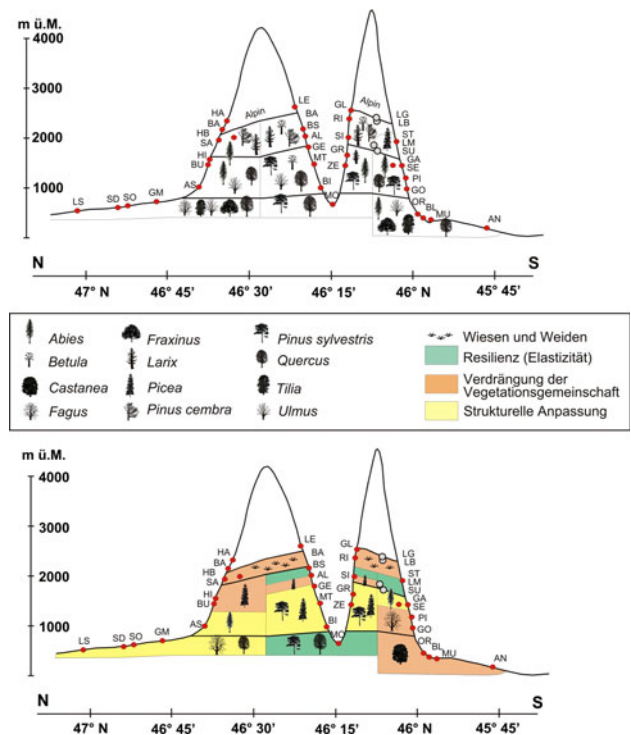 m ü.M.
4000
3000
2000
1000
HA
BA
HB
SA
HI
BU
AS
GM
SO
SD
LS
Alpin
LE
BA
BS
AL
GE
MT
BI
MO
GL
RI
SI
GR
ZE
Alpin
LG
LB
ST
LM
SU
GA
SE
PI
GO
OR
BL
MU
AN
N
S
47° N
46° 45'
46° 30'
46° 15'
46° N
45° 45'
Abies
Fraxinus
Pinus sylvestris
Betula
Larix
Quercus
Castanea
Picea
Tilia
Fagus
Pinus cembra
Ulmus
Wiesen und Weiden
Resilienz (Elastizität)
Verdrängung der
Vegetationsgemeinschaft
Strukturelle Anpassung
m ü.M.
4000
3000
2000
1000
HA
BA
HB
SA
HI
BU
AS
GM
SO
SD
LS
LE
BA
BS
AL
GE
MT
BI
MO
GL
RI
SI
GR
ZE
LG
LB
ST
LM
SU
GA
SE
PI
GO
OR
BL
MU
AN
N
S
47° N
46° 45'
46° 30'
46° 15'
46° N
45° 45'